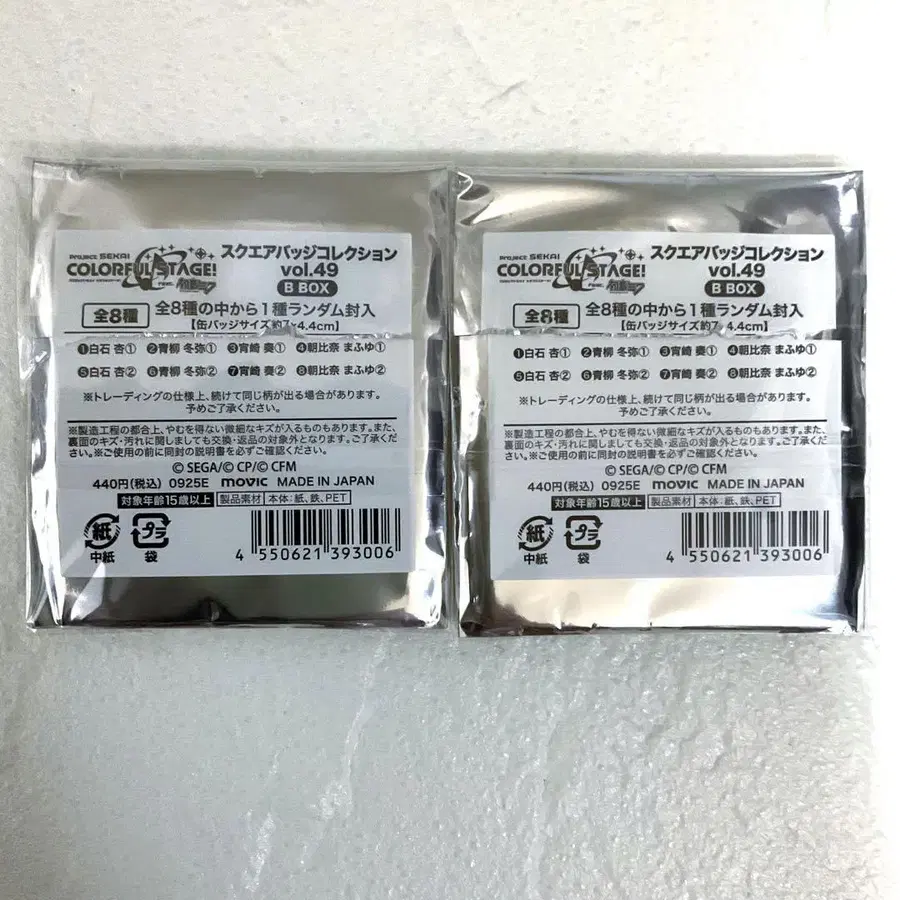 PROJECT SEKAI
COLORFUL STAGE!
feat. 初音ミク
スクエアバッジコレクション
vol.49
B BOX
全8種
全8種の中から1種ランダム封入
【缶バッジサイズ約7 4.4cm】
①白石 杏① ②青柳 冬弥① ③宵崎 奏① ④朝比奈 まふゆ①
⑤白石 杏② ⑥青柳 冬弥② ⑦宵崎 奏② ⑧朝比奈 まふゆ②
※トレーディングの仕様上、続けて同じ柄が出る場合があります。
予めご了承ください。
※製造工程の都合上、やむを得ない微細なキズが入るものもあります。また、
裏面のキズ・汚れに関しましても交換・返品の対象外となります。ご了承くだ
さい。※ご使用の前に同封の説明書を必ずご確認ください。
© SEGA/© CP/© CFM
440円(税込) 0925E movic MADE IN JAPAN
対象年齢15歳以上 製品素材 本体:紙、鉄、PET
紙 プラ
中紙 袋
4 550621 393006
PROJECT SEKAI
COLORFUL STAGE!
feat. 初音ミク
スクエアバッジコレクション
vol.49
B BOX
全8種
全8種の中から1種ランダム封入
【缶バッジサイズ約7 4.4cm】
①白石 杏① ②青柳 冬弥① ③宵崎 奏① ④朝比奈 まふゆ①
⑤白石 杏② ⑥青柳 冬弥② ⑦宵崎 奏② ⑧朝比奈 まふゆ②
※トレーディングの仕様上、続けて同じ柄が出る場合があります。
予めご了承ください。
※製造工程の都合上、やむを得ない微細なキズが入るものもあります。また、
裏面のキズ・汚れに関しましても交換・返品の対象外となります。ご了承くだ
さい。※ご使用の前に同封の説明書を必ずご確認ください。
© SEGA/© CP/© CFM
440円(税込) 0925E movic MADE IN JAPAN
対象年齢15歳以上 製品素材 本体:紙、鉄、PET
紙 プラ
中紙 袋
4 550621 393006